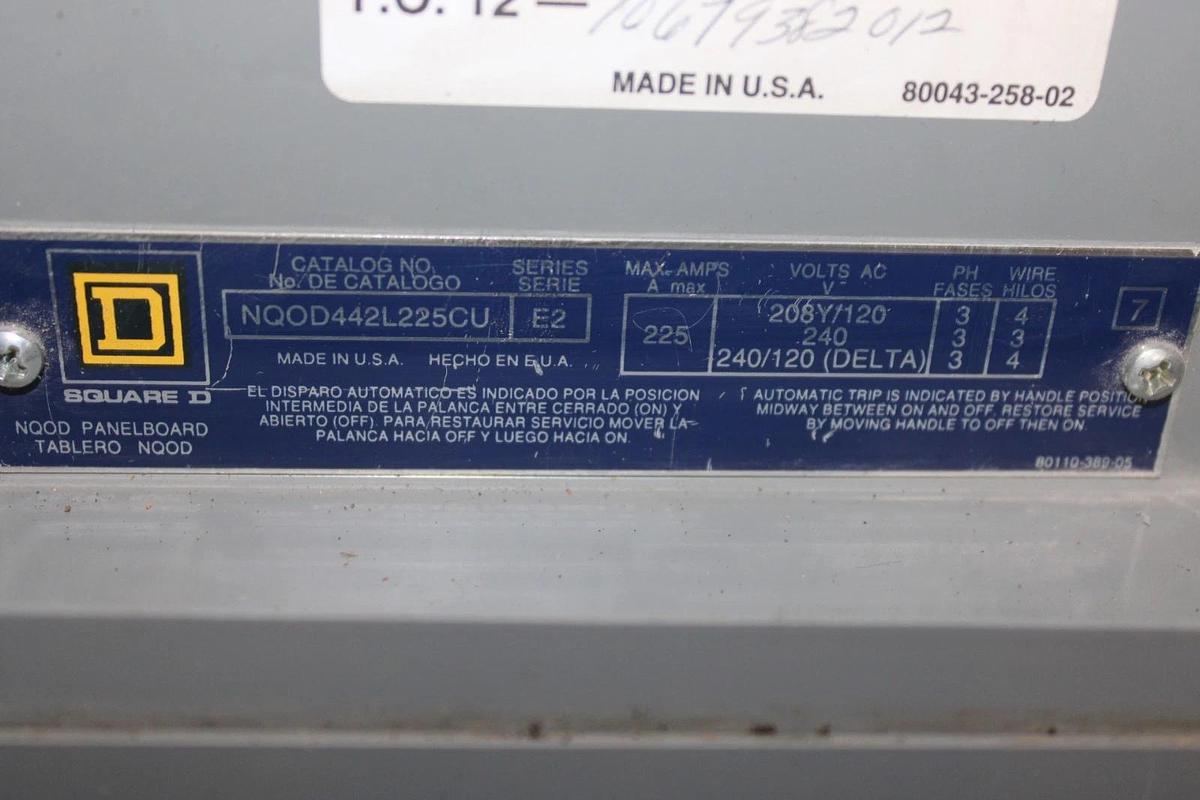 F.O. 12 — 10679382012
MADE IN U.S.A. 80043-258-02
CATALOG NO. SERIES MAX. AMPS VOLTS AC PH WIRE
No. DE CATALOGO SERIE A max V~ FASES HILOS
NQOD442L225CU E2 225 208Y/120 3 4 7
240 3 3
240/120 (DELTA) 3 4
MADE IN U.S.A. HECHO EN E.U.A.
SQUARE D
NQOD PANELBOARD
TABLERO NQOD
EL DISPARO AUTOMATICO ES INDICADO POR LA POSICION
INTERMEDIA DE LA PALANCA ENTRE CERRADO (ON) Y
ABIERTO (OFF). PARA RESTAURAR SERVICIO MOVER LA
PALANCA HACIA OFF Y LUEGO HACIA ON.
AUTOMATIC TRIP IS INDICATED BY HANDLE POSITION
MIDWAY BETWEEN ON AND OFF. RESTORE SERVICE
BY MOVING HANDLE TO OFF THEN ON.
80110-389-05